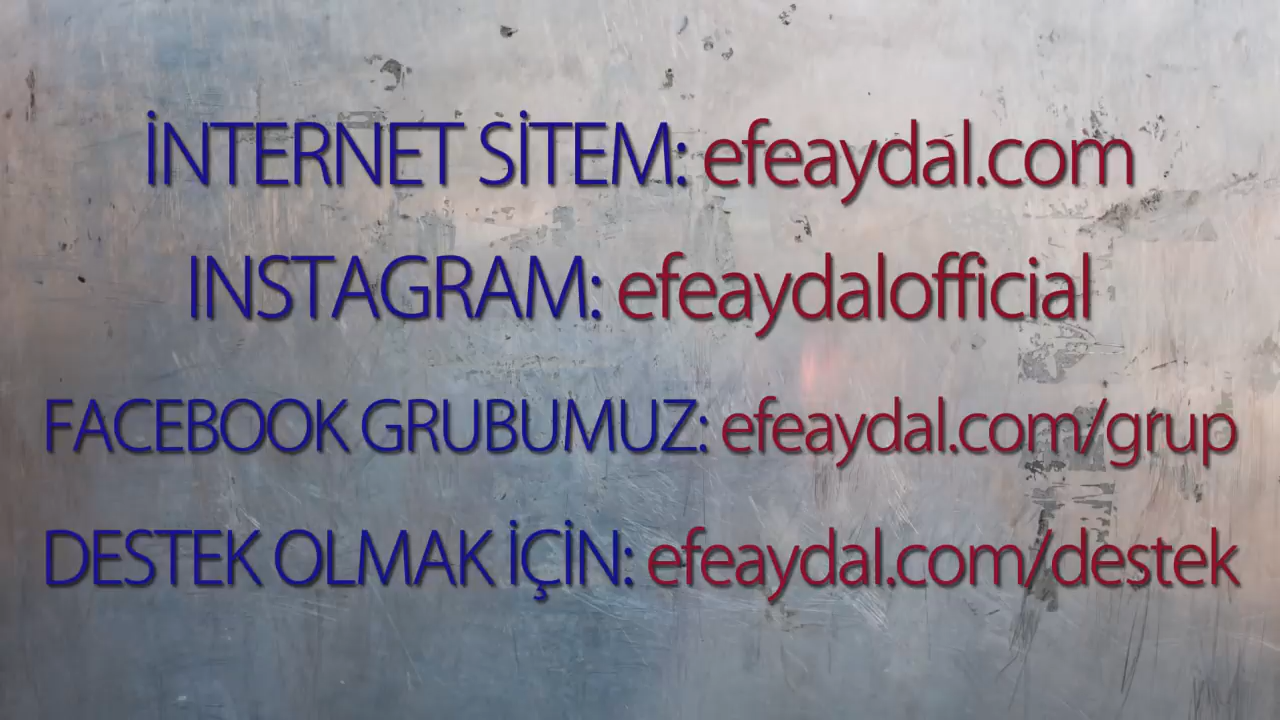 İNTERNET SİTEM: efeaydal.com
INSTAGRAM: efeaydalofficial
FACEBOOK GRUBUMUZ: efeaydal.com/grup
DESTEK OLMAK İÇİN: efeaydal.com/destek